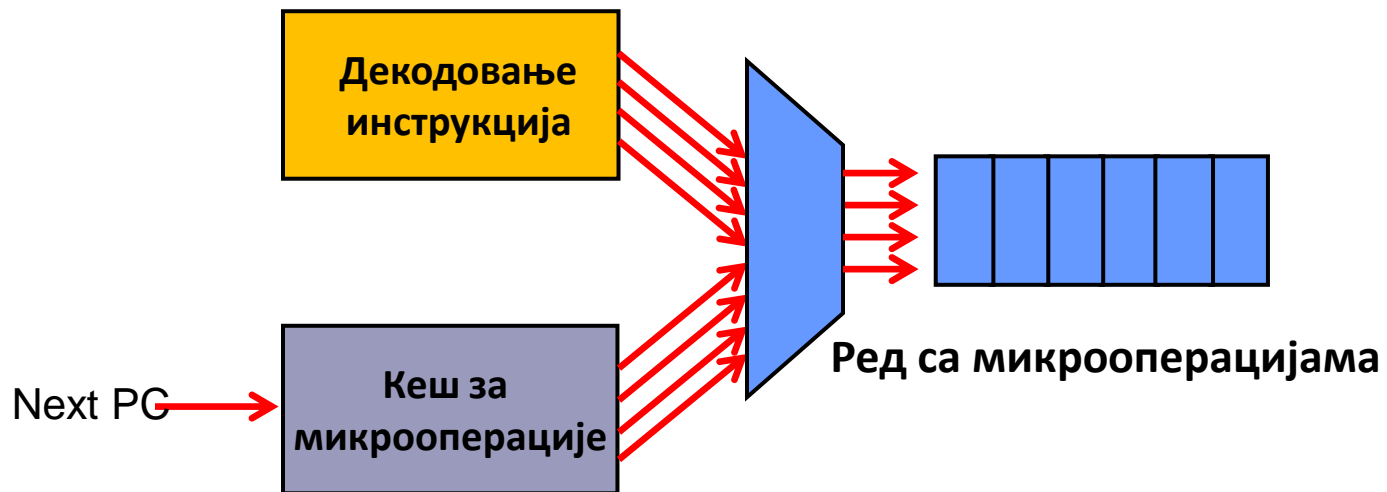 Декодовање
инструкција
Next PC
Кеш за
микрооперације
Ред са микрооперацијама